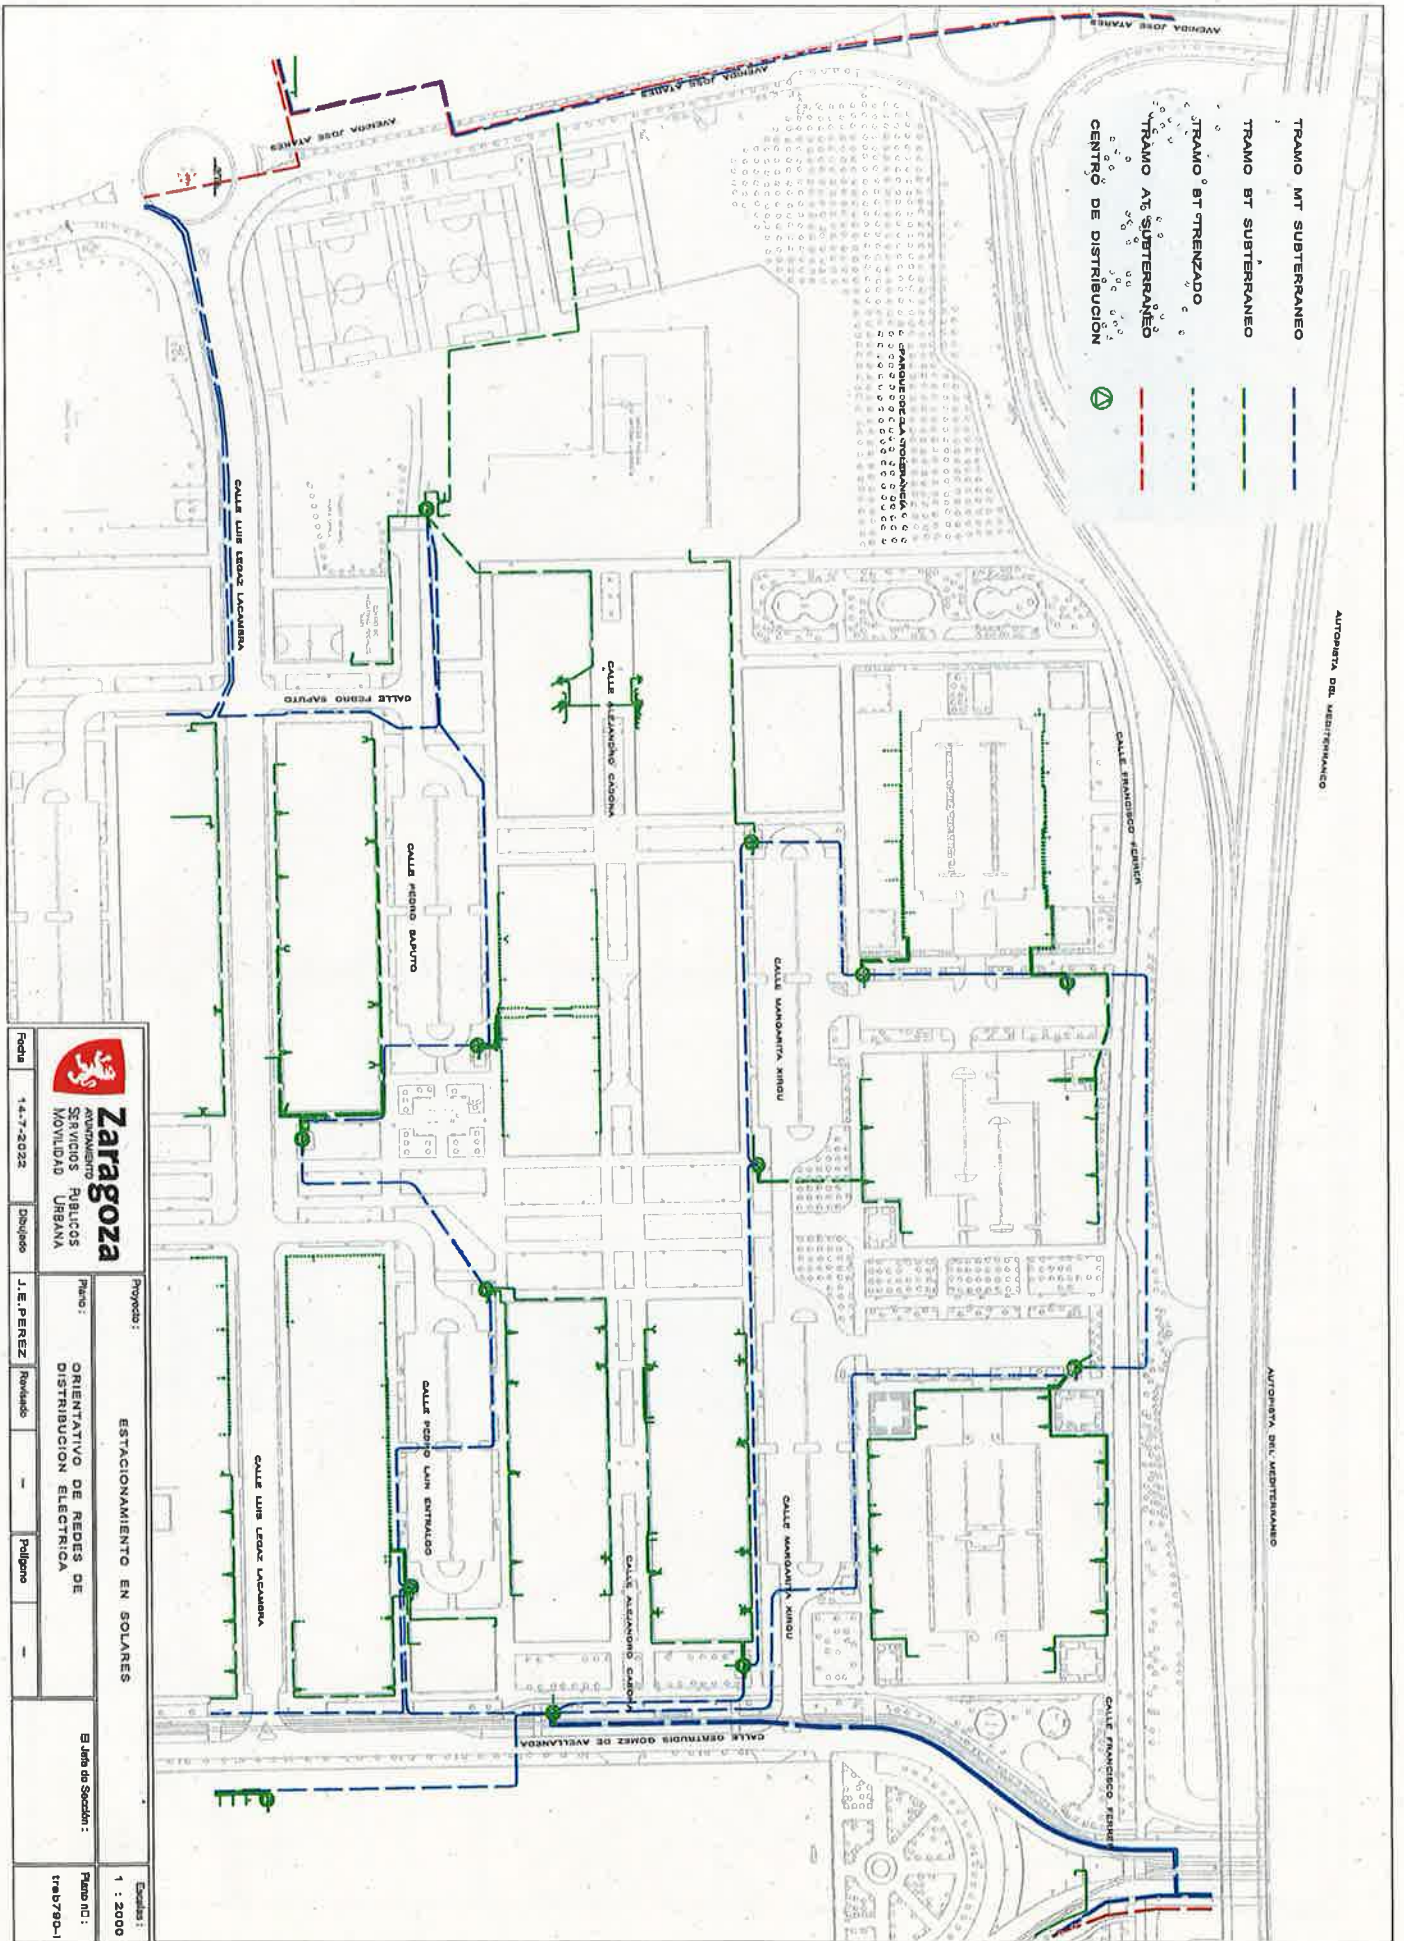 TRAMO MT SUBTERRANEO
TRAMO BT SUBTERRANEO
TRAMO BT TRENZADO
TRAMO AT SUBTERRANEO
CENTRO DE DISTRIBUCIÓN
AUTOPISTA DEL MEDITERRANEO
AUTOPISTA DEL MEDITERRANEO
AVENIDA JOSE ATARES
AVENIDA JOSE ATARES
AVENIDA JOSE ATARES
PARQUE DE LA TOLERANCIA
CALLE FRANCISCO FERRER
CALLE FRANCISCO FERRER
CALLE MARGARITA XIRGU
CALLE MARGARITA XIRGU
CALLE ALEJANDRO CASONA
CALLE ALEJANDRO CASONA
CALLE PEDRO SAPUTO
CALLE PEDRO SAPUTO
CALLE PEDRO LAIN ENTRALGO
CALLE LUIS LEGAZ LACAMBRA
CALLE LUIS LEGAZ LACAMBRA
CALLE GERTRUDIS GOMEZ DE AVELLANEDA
Zaragoza
AYUNTAMIENTO
SERVICIOS PUBLICOS
MOVILIDAD URBANA
Proyecto :
ESTACIONAMIENTO EN SOLARES
Escalas :
1 : 2000
Plano :
ORIENTATIVO DE REDES DE
DISTRIBUCION ELECTRICA
El Jefe de Sección :
Plano nº :
trab790-1
Fecha
14-7-2022
Dibujado
J.E.PEREZ
Revisado
—
Polígono
—